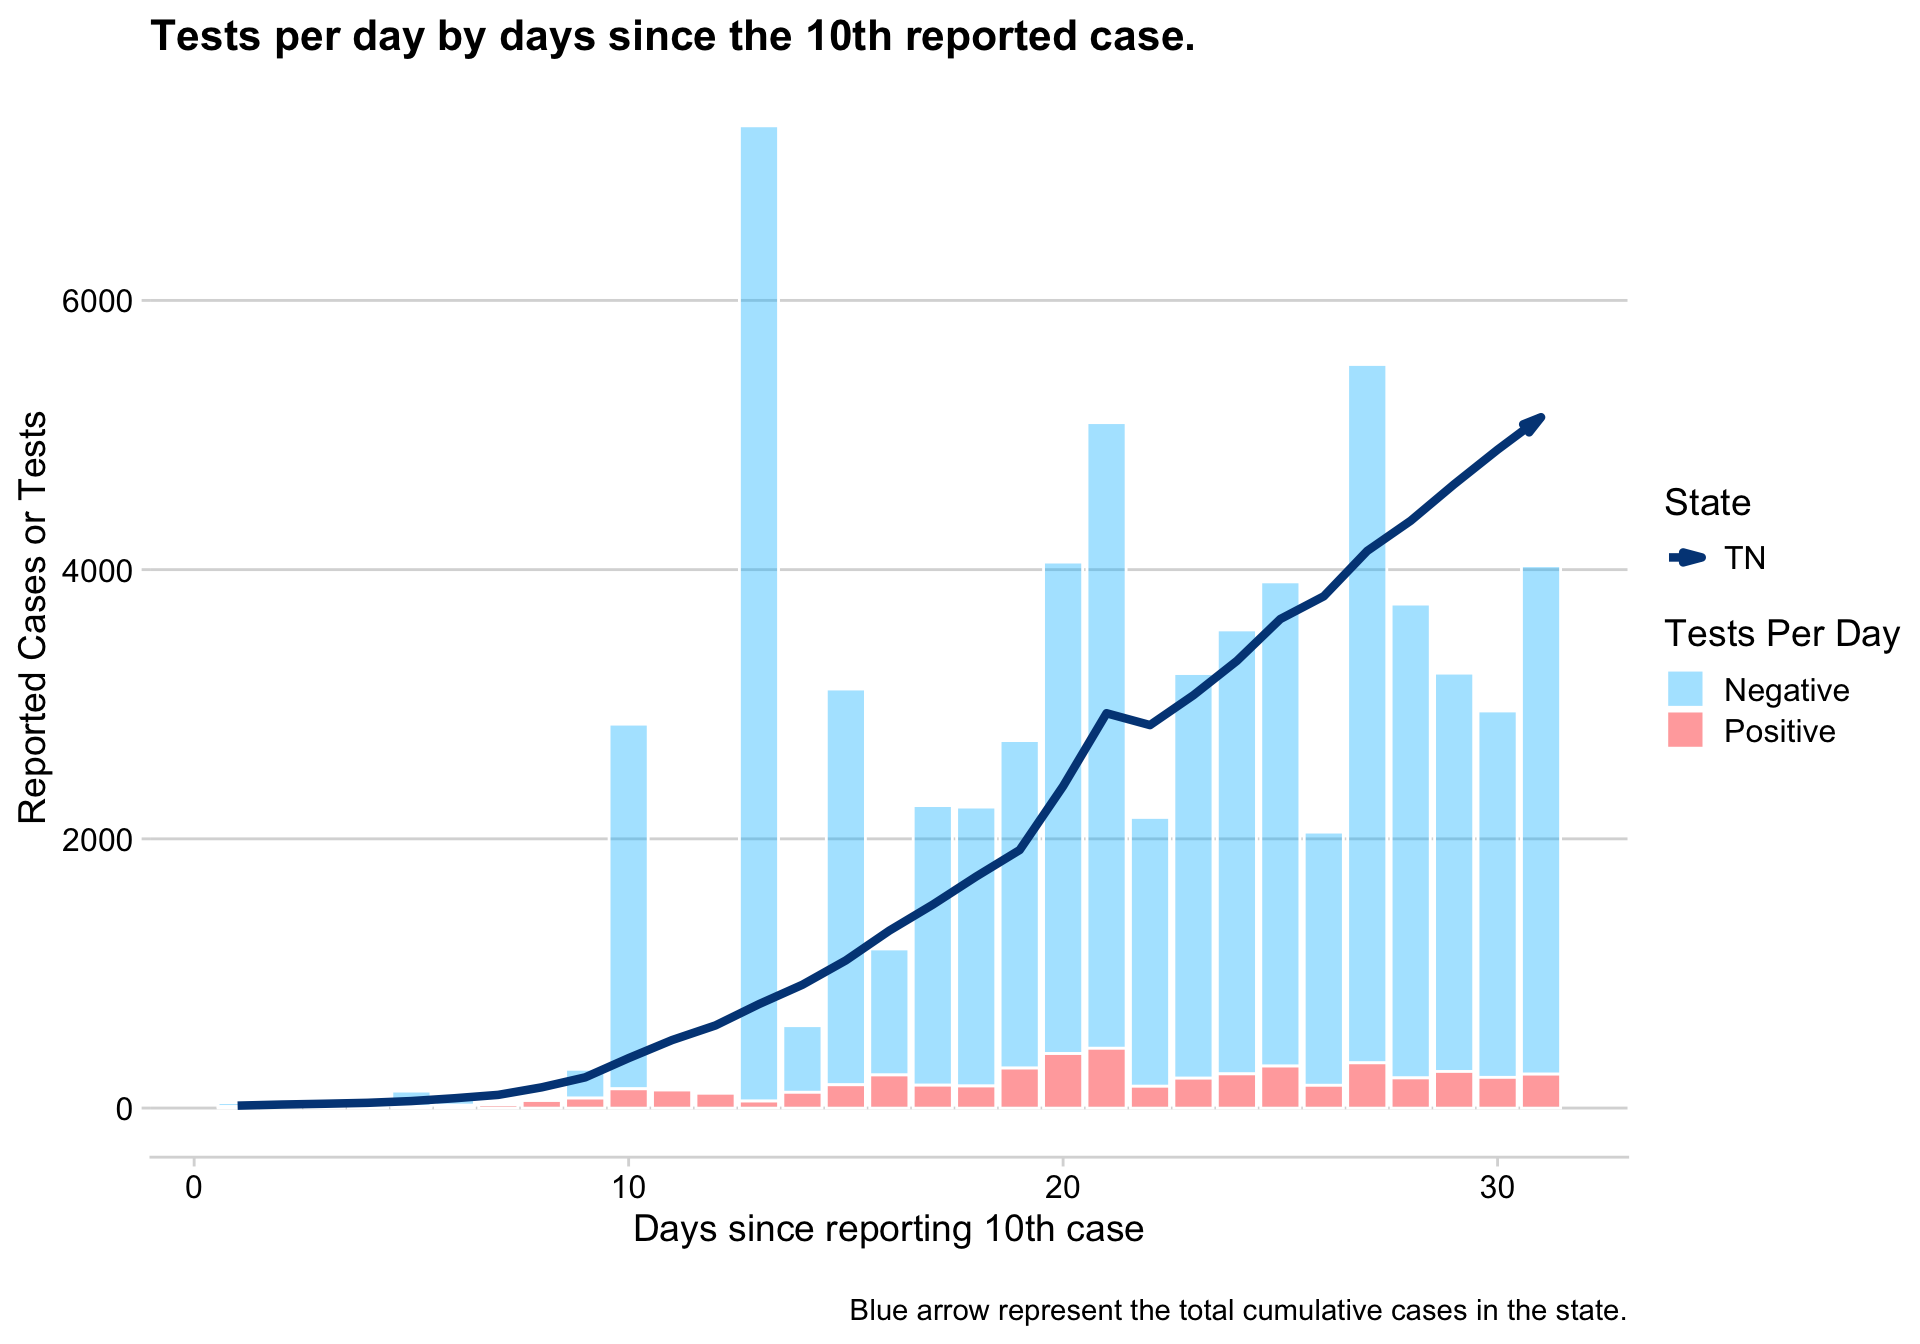 Tests per day by days since the 10th reported case.
Reported Cases or Tests
6000
4000
2000
0
0 10 20 30
Days since reporting 10th case
State
TN
Tests Per Day
Negative
Positive
Blue arrow represent the total cumulative cases in the state.